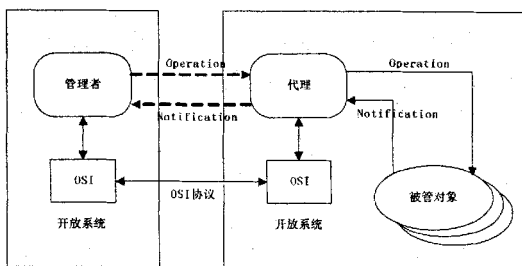 Operation
管理者
代理
Operation
Notification
Notification
OSI
OSI协议
OSI
被管对象
开放系统
开放系统